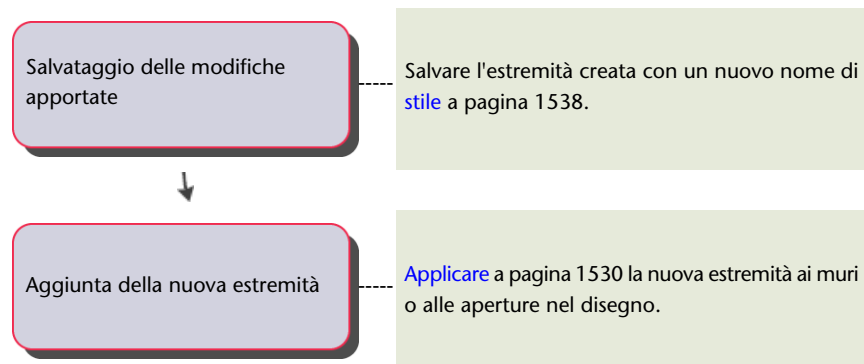 Salvataggio delle modifiche
apportate
Salvare l'estremità creata con un nuovo nome di
stile a pagina 1538.
Aggiunta della nuova estremità
Applicare a pagina 1530 la nuova estremità ai muri
o alle aperture nel disegno.